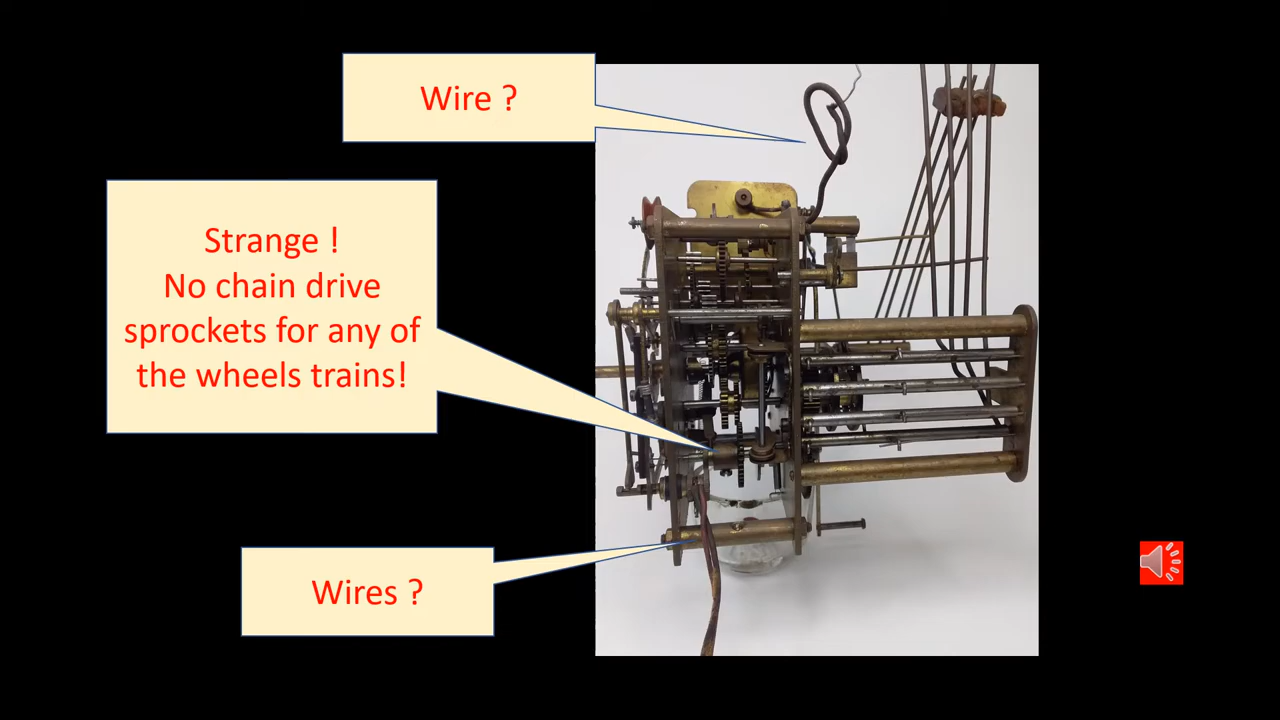 Wire ?
Strange !
No chain drive
sprockets for any of
the wheels trains!
Wires ?